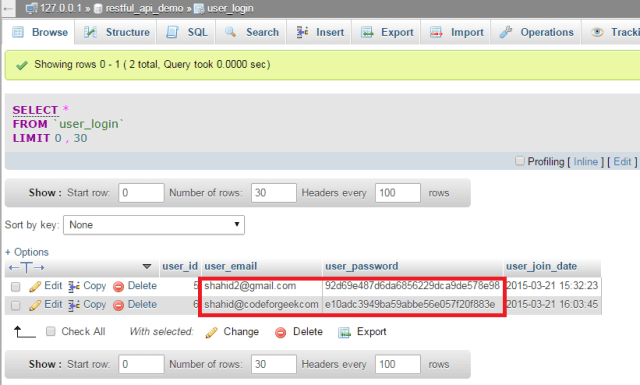 127.0.0.1 » restful_api_demo » user_login
Browse Structure SQL Search Insert Export Import Operations Tracki
Showing rows 0 - 1 ( 2 total, Query took 0.0000 sec)
SELECT *
FROM `user_login`
LIMIT 0 , 30
Profiling [ Inline ] [ Edit ]
Show : Start row: 0 Number of rows: 30 Headers every 100 rows
Sort by key: None
+ Options
←T→ user_id user_email user_password user_join_date
Edit Copy Delete 5 shahid2@gmail.com 92d69e487d6da6856229dca9de578e98 2015-03-21 15:32:23
Edit Copy Delete 6 shahid@codeforgeekcom e10adc3949ba59abbe56e057f20f883e 2015-03-21 16:03:45
Check All With selected: Change Delete Export
Show : Start row: 0 Number of rows: 30 Headers every 100 rows